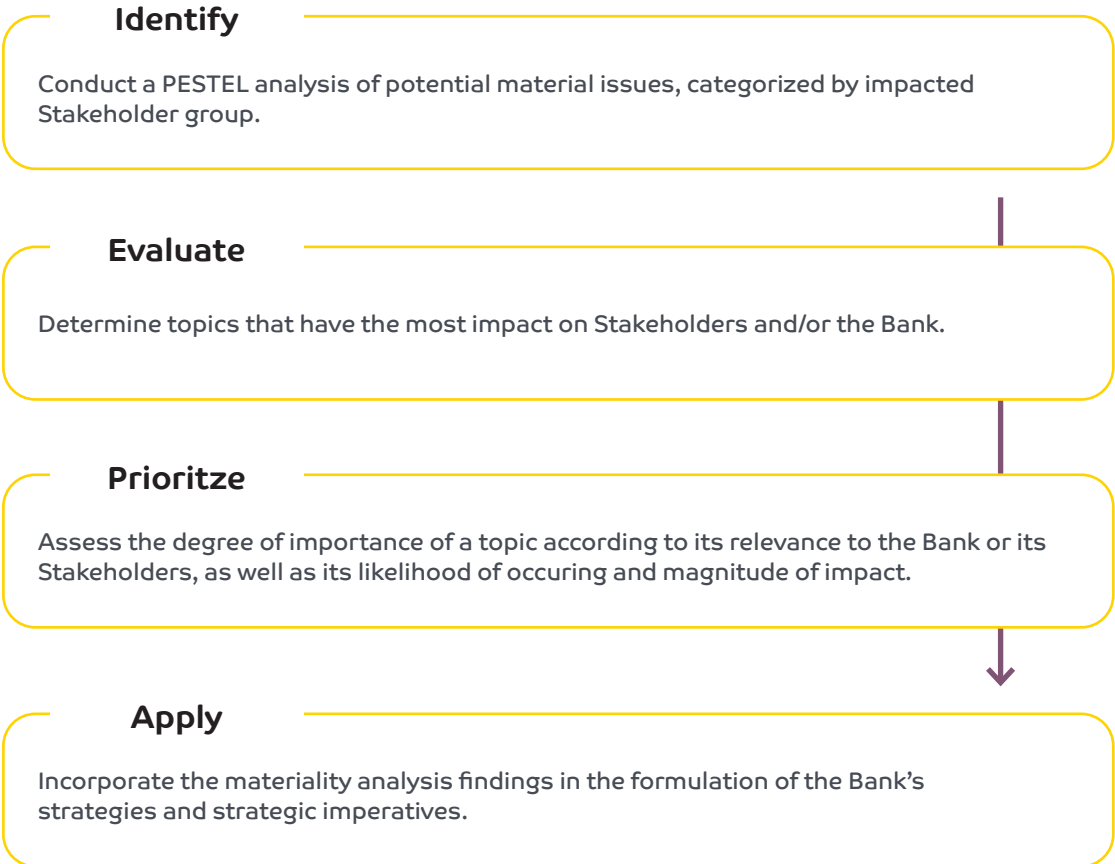 Identify
Conduct a PESTEL analysis of potential material issues, categorized by impacted
Stakeholder group.
Evaluate
Determine topics that have the most impact on Stakeholders and/or the Bank.
Prioritze
Assess the degree of importance of a topic according to its relevance to the Bank or its
Stakeholders, as well as its likelihood of occuring and magnitude of impact.
Apply
Incorporate the materiality analysis findings in the formulation of the Bank’s
strategies and strategic imperatives.